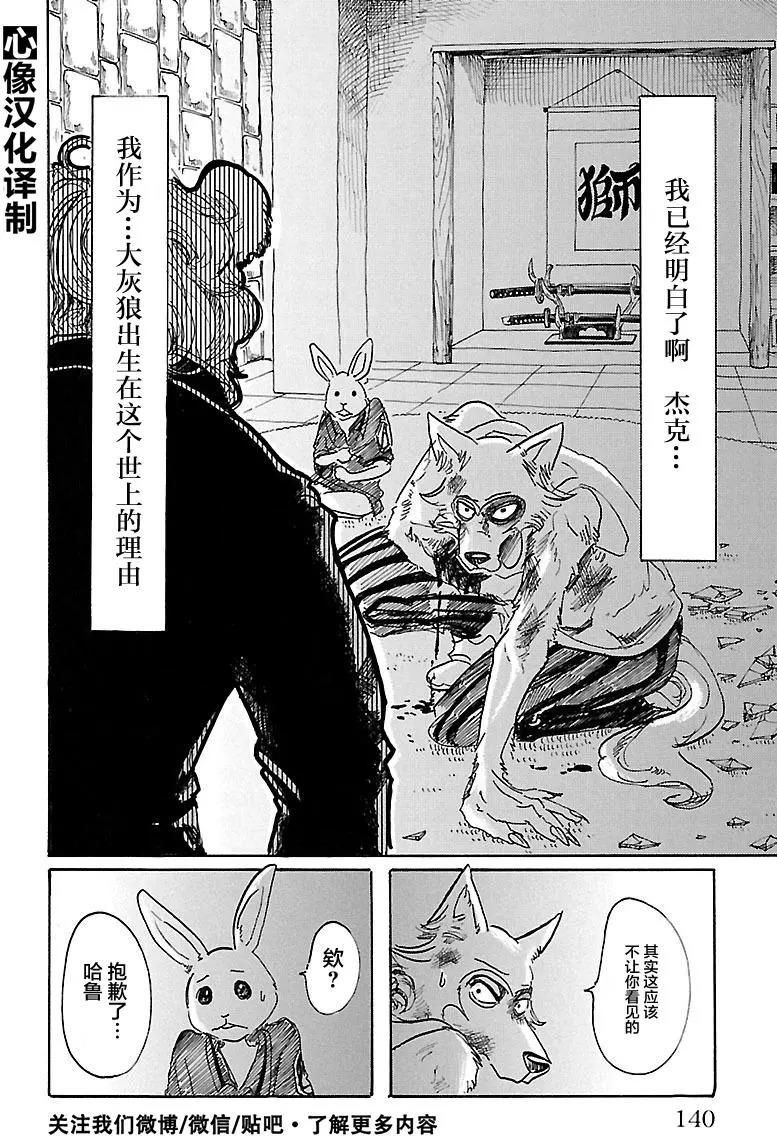 心像汉化译制
獅
我已经明白了啊　杰克…
我作为…大灰狼出生在这个世上的理由
其实这应该
不让你看见的
欸?
抱歉了…
哈鲁
关注我们微博/微信/贴吧・了解更多内容
140